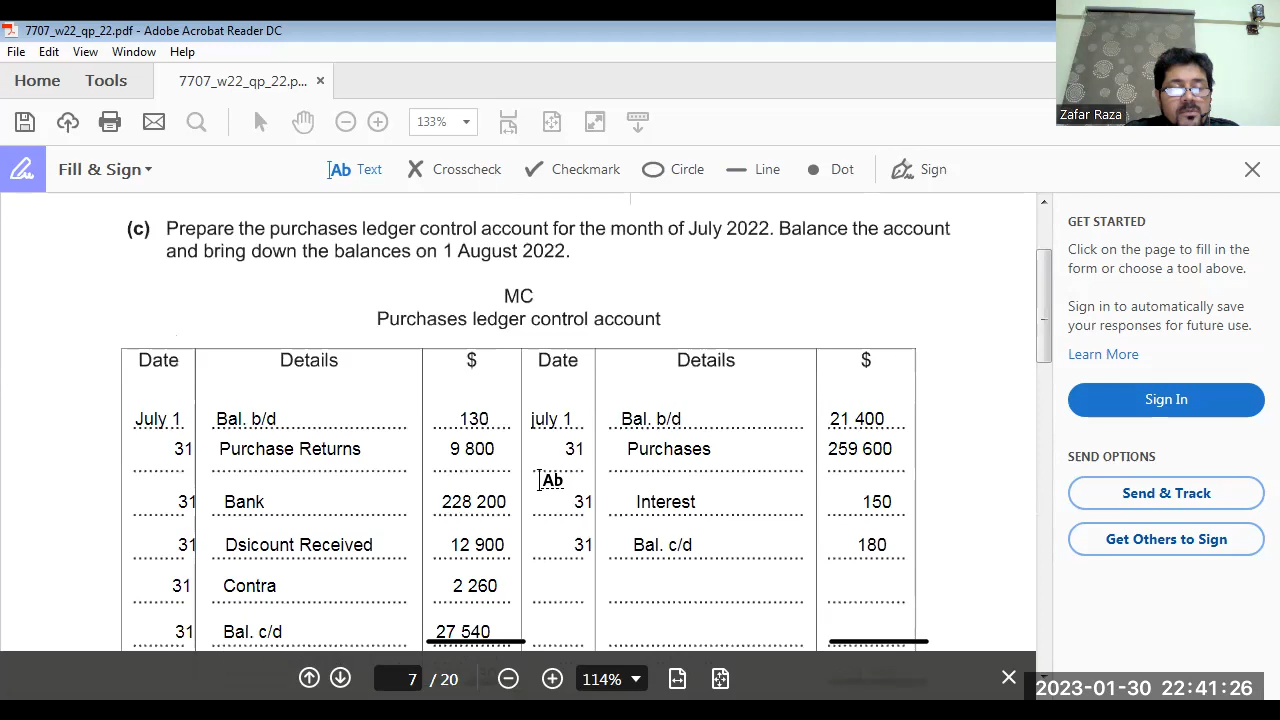 7707_w22_qp_22.pdf - Adobe Acrobat Reader DC
File Edit View Window Help
Home Tools 7707_w22_qp_22.p... ×
133%
Zafar Raza
Fill & Sign Ab Text Crosscheck Checkmark Circle Line Dot Sign
(c) Prepare the purchases ledger control account for the month of July 2022. Balance the account
and bring down the balances on 1 August 2022.
MC
Purchases ledger control account
Date Details $ Date Details $
July 1 Bal. b/d 130 july 1 Bal. b/d 21 400
31 Purchase Returns 9 800 31 Purchases 259 600
Ab
31 Bank 228 200 31 Interest 150
31 Dsicount Received 12 900 31 Bal. c/d 180
31 Contra 2 260
31 Bal. c/d 27 540
GET STARTED
Click on the page to fill in the
form or choose a tool above.
Sign in to automatically save
your responses for future use.
Learn More
Sign In
SEND OPTIONS
Send & Track
Get Others to Sign
7 / 20 114%
2023-01-30 22:41:26